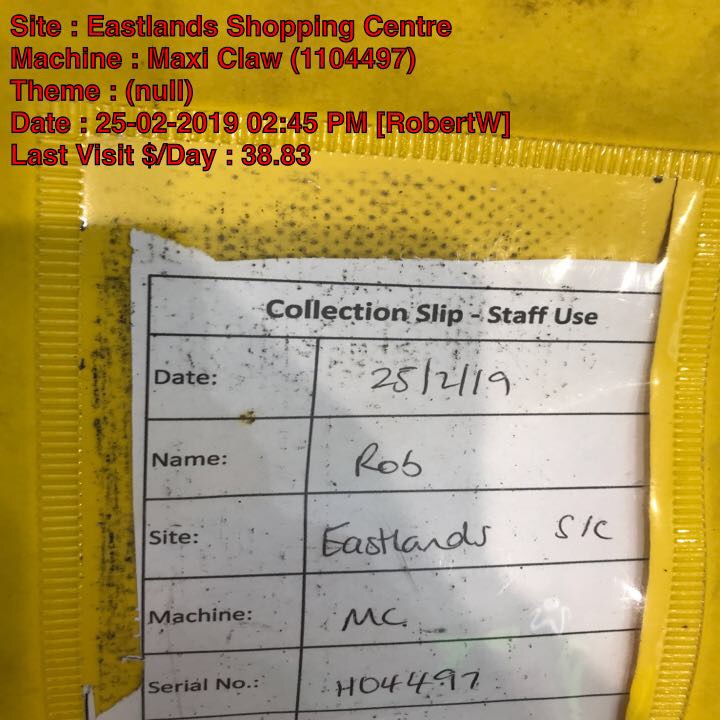 Site : Eastlands Shopping Centre
Machine : Maxi Claw (1104497)
Theme : (null)
Date : 25-02-2019 02:45 PM [RobertW]
Last Visit $/Day : 38.83
Collection Slip - Staff Use
Date: 25/2/19
Name: Rob
Site: Eastlands S/C
Machine: MC
Serial No.: 1104497